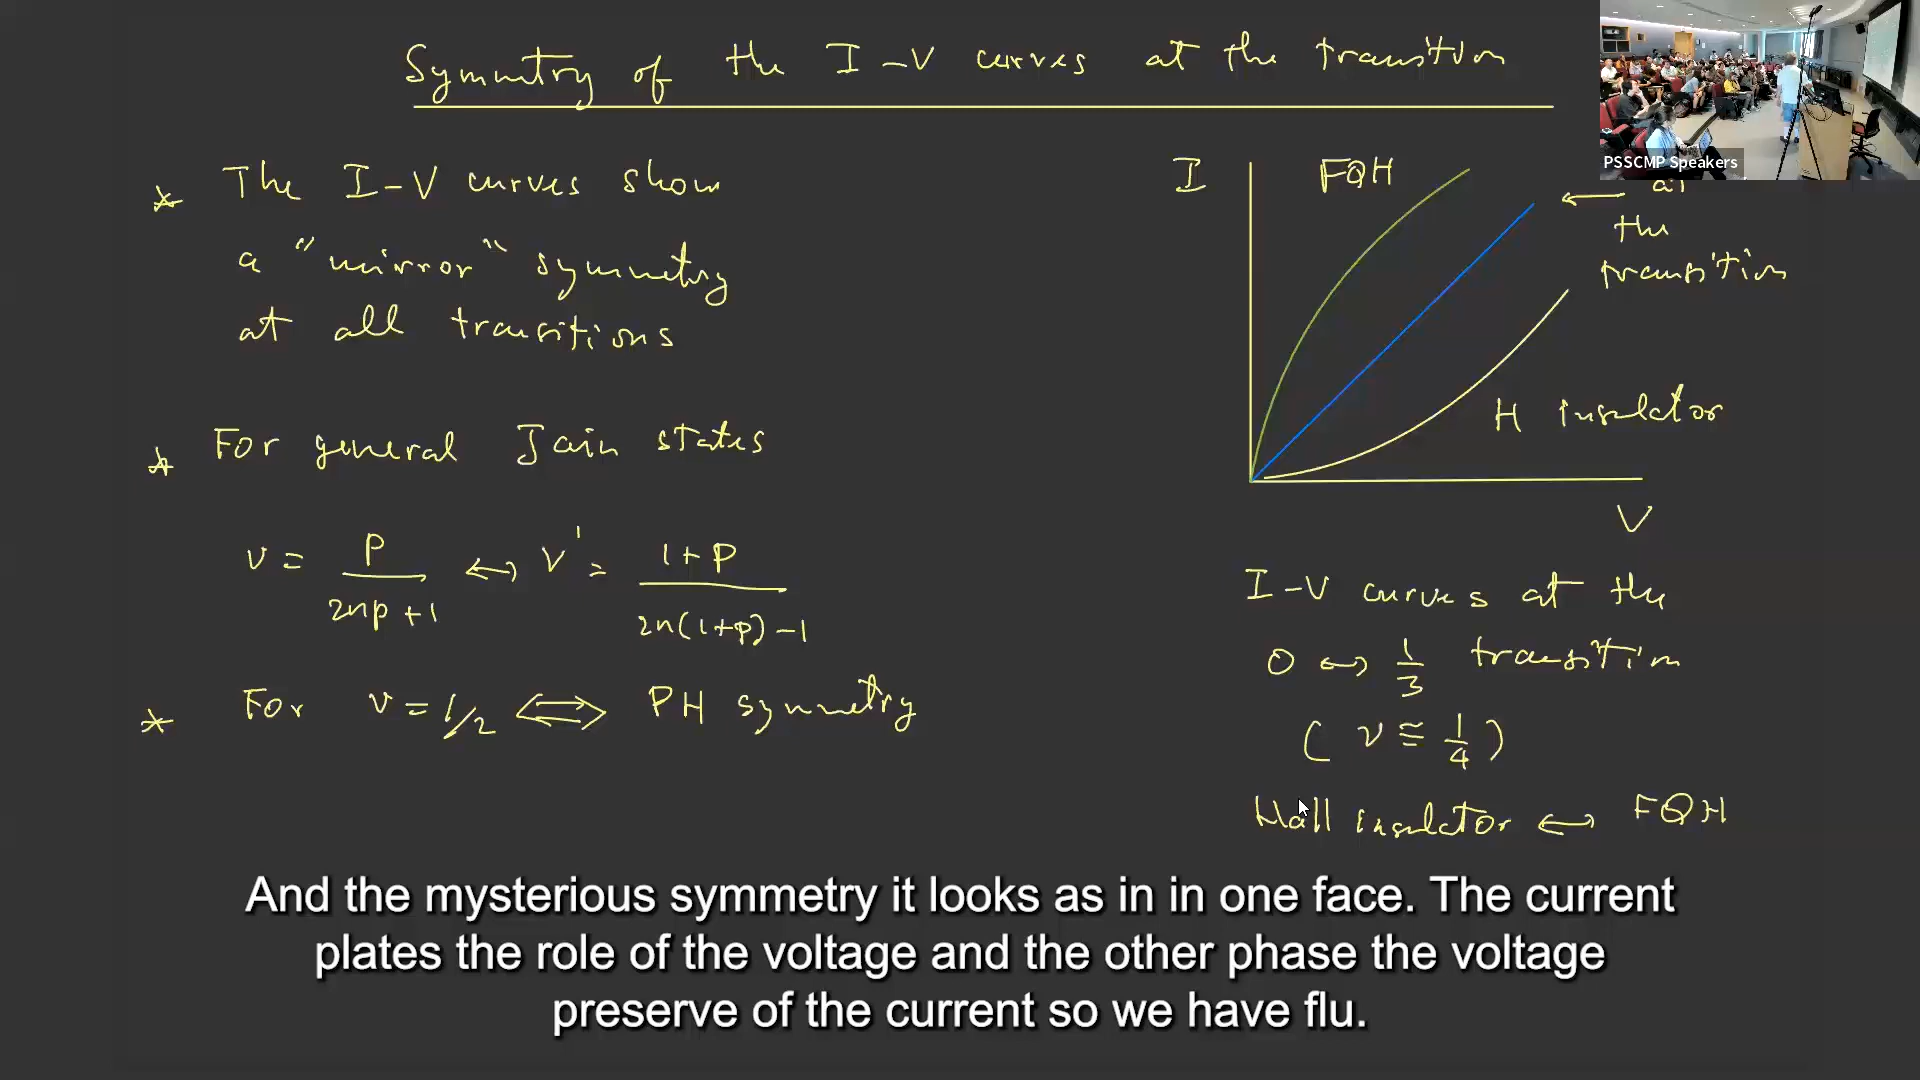 Symmetry of the I-V curves at the transition
* The I-V curves show
a "mirror" symmetry
at all transitions
* For general Jain states
ν = p / 2np + 1 ↔ ν' = 1 + p / 2n(1+p) - 1
* For ν = 1/2 ⟺ PH symmetry
I
FQH
← at
the
transition
H insulator
V
I-V curves at the
0 ↔ 1/3 transition
( ν ≅ 1/4 )
Hall insulator ↔ FQH
PSSCMP Speakers
And the mysterious symmetry it looks as in in one face. The current
plates the role of the voltage and the other phase the voltage
preserve of the current so we have flu.